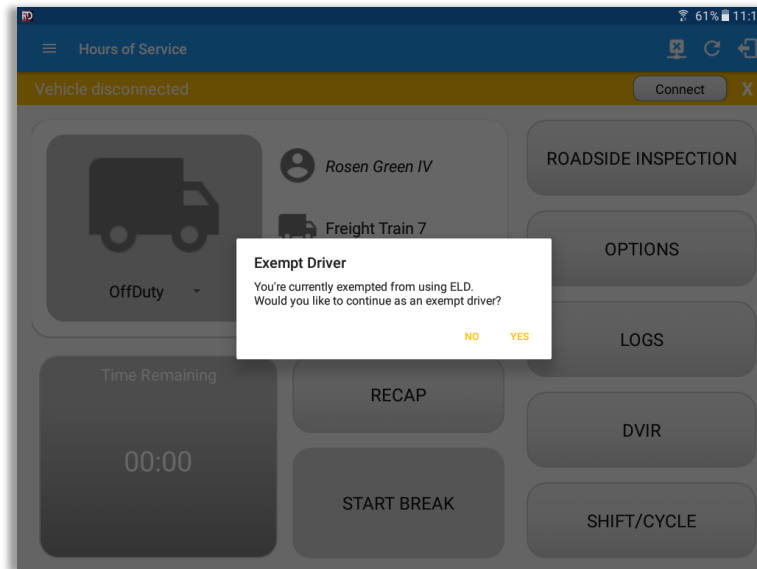 61% 11:1
Hours of Service
Vehicle disconnected
Connect X
Rosen Green IV
Freight Train 7
OffDuty
Exempt Driver
You're currently exempted from using ELD.
Would you like to continue as an exempt driver?
NO YES
Time Remaining
00:00
RECAP
START BREAK
ROADSIDE INSPECTION
OPTIONS
LOGS
DVIR
SHIFT/CYCLE